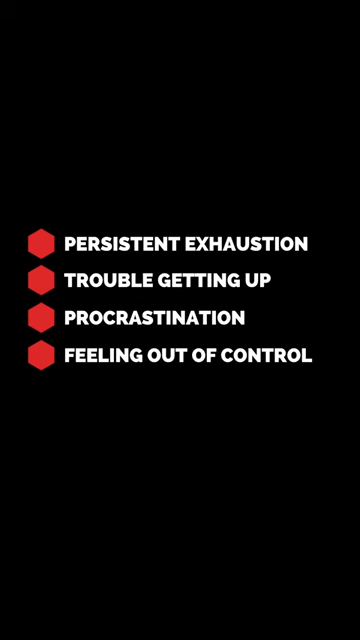 PERSISTENT EXHAUSTION
TROUBLE GETTING UP
PROCRASTINATION
FEELING OUT OF CONTROL